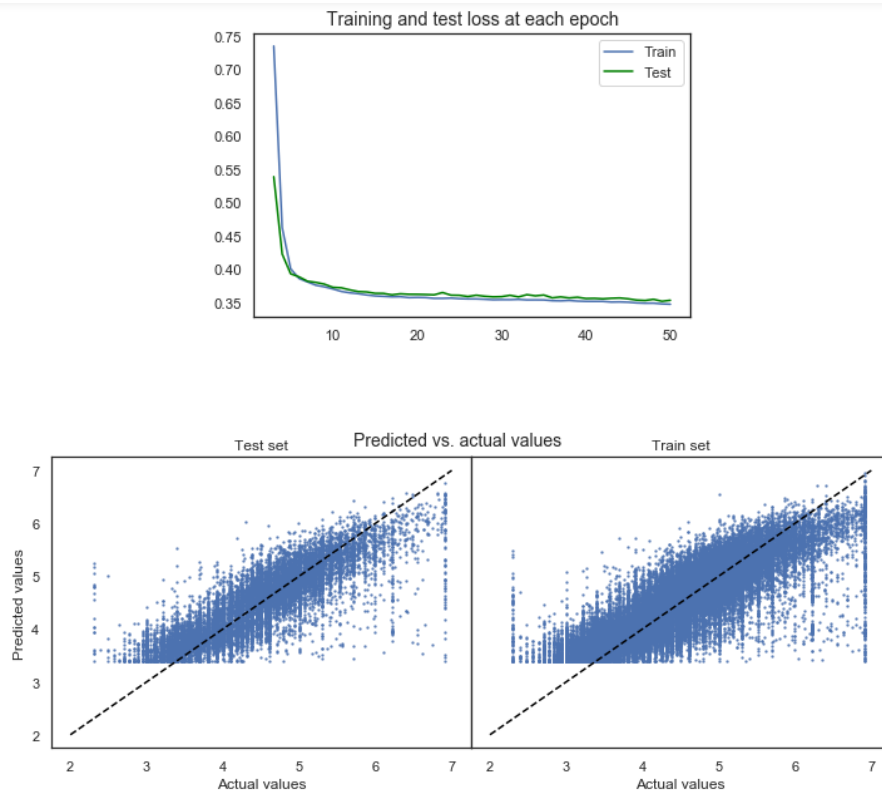 Training and test loss at each epoch
0.75
0.70
0.65
0.60
0.55
0.50
0.45
0.40
0.35
Train
Test
10 20 30 40 50
Predicted vs. actual values
Test set Train set
Predicted values
7
6
5
4
3
2
2 3 4 5 6 7 2 3 4 5 6 7
Actual values Actual values